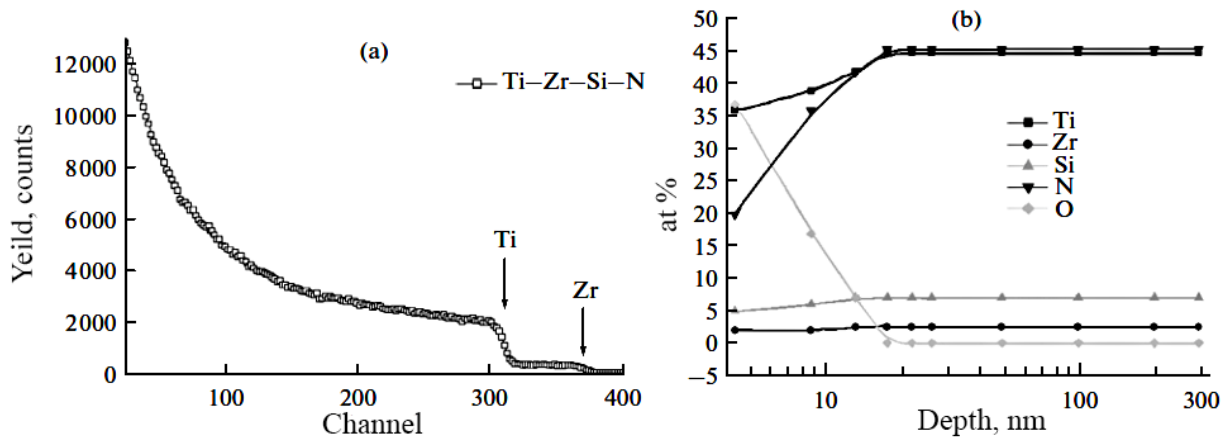 (a)
12000
10000
8000
6000
4000
2000
0
Yeild, counts
Ti–Zr–Si–N
Ti
Zr
100
200
300
400
Channel
(b)
50
45
40
35
30
25
20
15
10
5
0
−5
at %
Ti
Zr
Si
N
O
10
100
300
Depth, nm